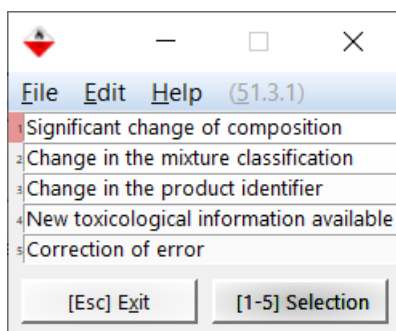 File Edit Help (51.3.1)
1 Significant change of composition
2 Change in the mixture classification
3 Change in the product identifier
4 New toxicological information available
5 Correction of error
[Esc] Exit [1-5] Selection